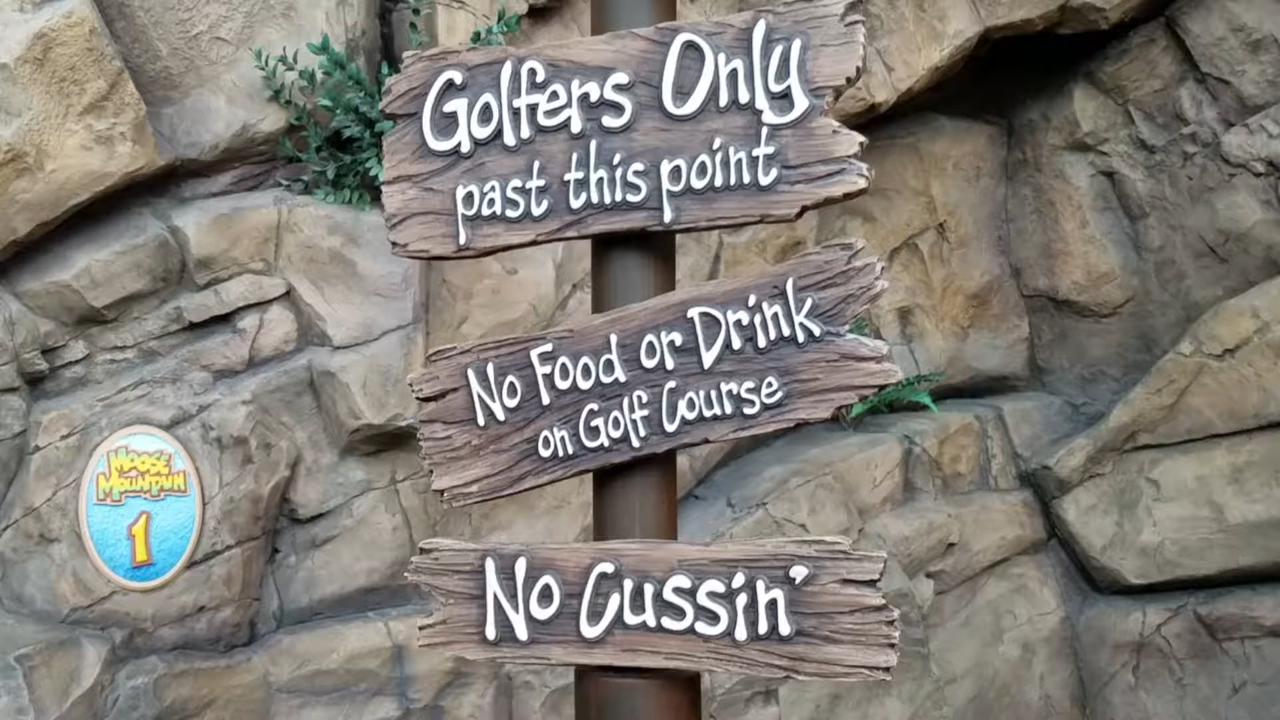 Golfers Only
past this point
No Food or Drink
on Golf Course
No Cussin'
Moose
Mountain
1